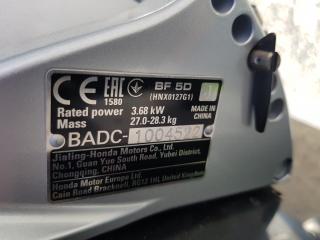 CE EAC BF 5D
1580 (HNX0127G1)
Rated power 3.68 kW MADE IN
Mass 27.0-28.3 kg CHINA
BADC-1004522
Jialing-Honda Motors Co., Ltd.
No.1, Guan Yue South Road, Yubei District,
Chongqing, CHINA
Honda Motor Europe Ltd.
Cain Road Bracknell, RG12 1HL United Kingdom